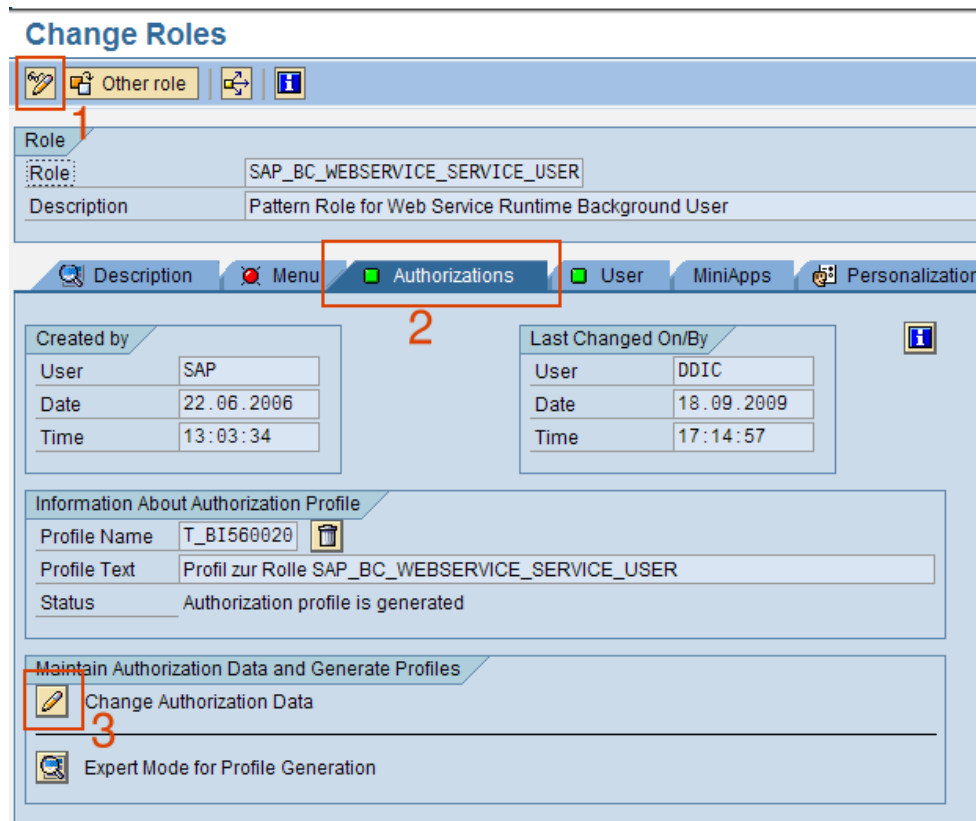 Change Roles
Other role
1
Role
Role SAP_BC_WEBSERVICE_SERVICE_USER
Description Pattern Role for Web Service Runtime Background User
Description Menu Authorizations User MiniApps Personalization
2
Created by Last Changed On/By
User SAP User DDIC
Date 22.06.2006 Date 18.09.2009
Time 13:03:34 Time 17:14:57
Information About Authorization Profile
Profile Name T_BI560020
Profile Text Profil zur Rolle SAP_BC_WEBSERVICE_SERVICE_USER
Status Authorization profile is generated
Maintain Authorization Data and Generate Profiles
Change Authorization Data
3
Expert Mode for Profile Generation